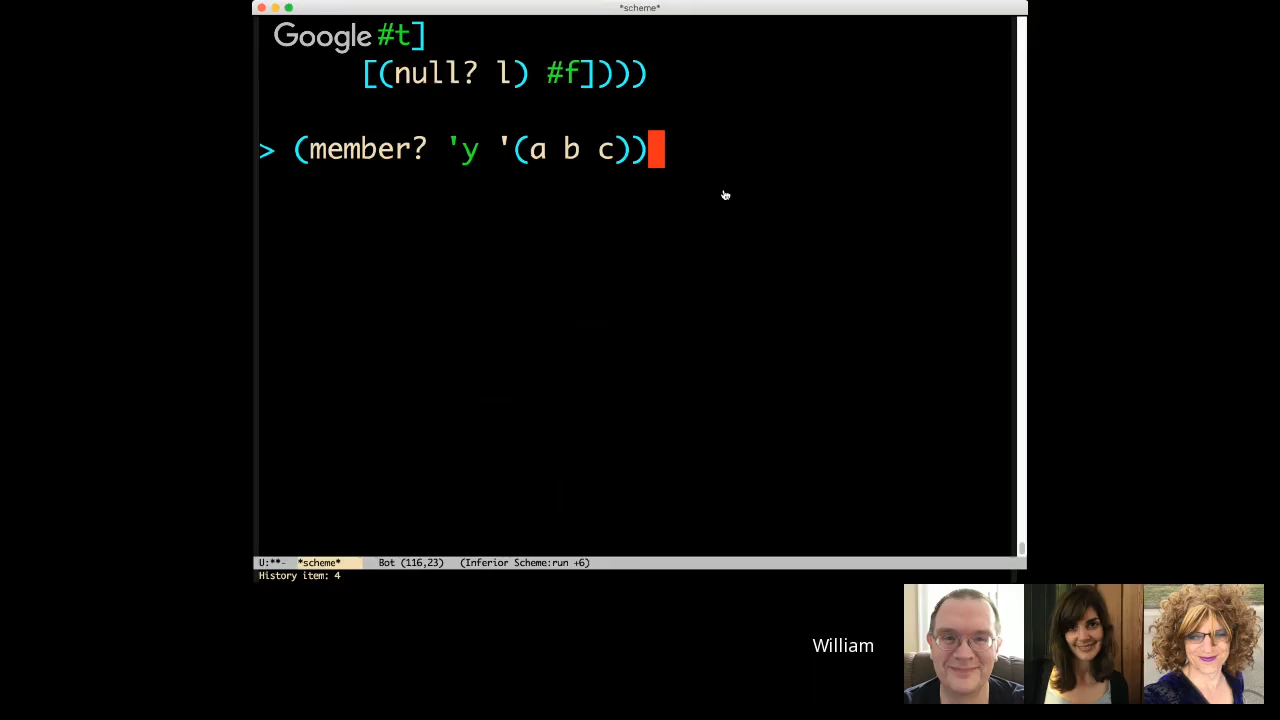 *scheme*
Google #t]
[(null? l) #f])))
> (member? 'y '(a b c))
U:**- *scheme* Bot (116,23) (Inferior Scheme:run +6)
History item: 4
William